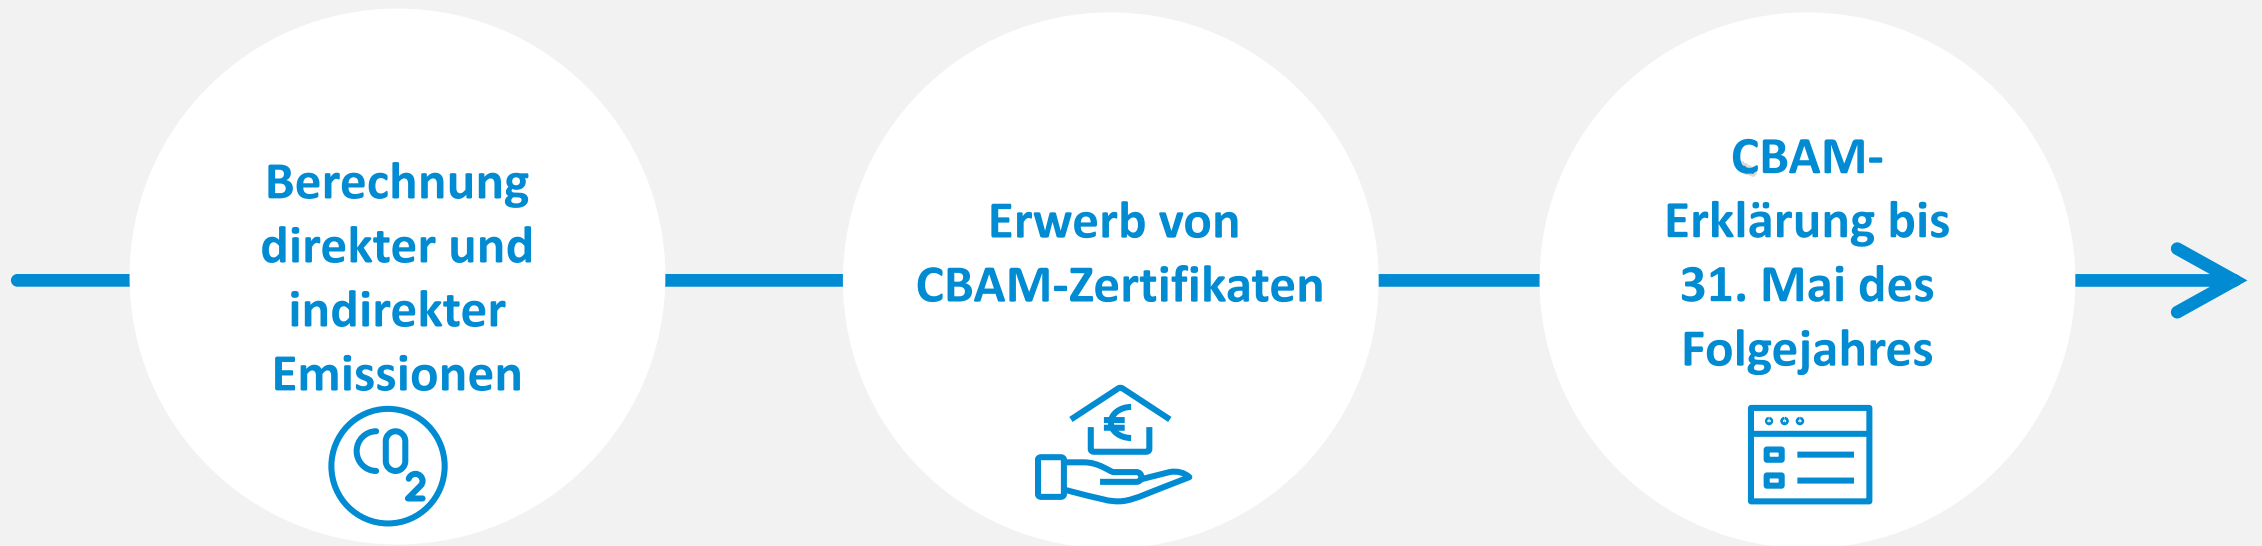 Berechnung
direkter und
indirekter
Emissionen
CO2
Erwerb von
CBAM-Zertifikaten
€
CBAM-
Erklärung bis
31. Mai des
Folgejahres